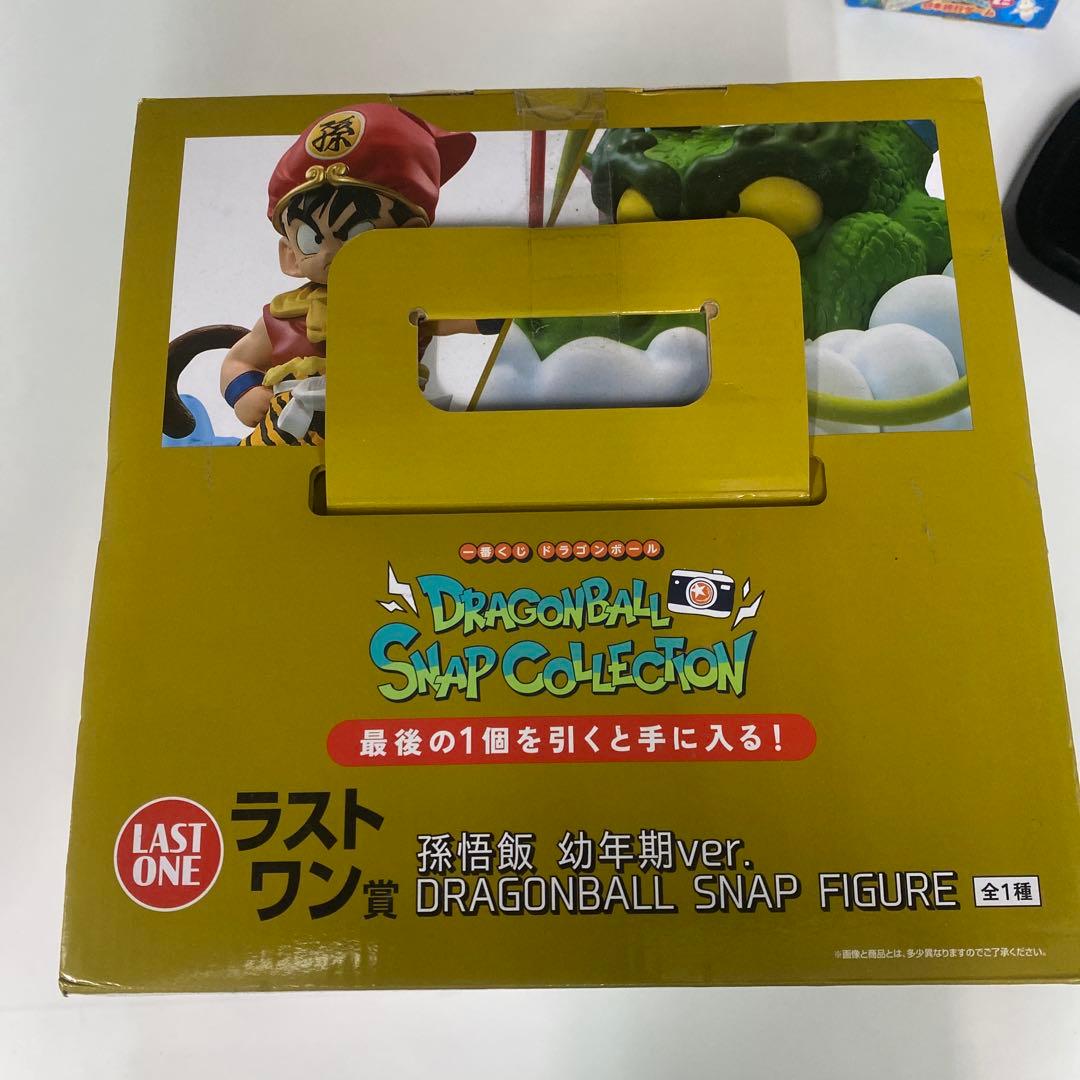 孫
一番くじ ドラゴンボール
DRAGONBALL
SNAP COLLECTION
最後の1個を引くと手に入る!
LAST
ONE
ラスト
ワン賞
孫悟飯 幼年期ver.
DRAGONBALL SNAP FIGURE
全1種
※画像と商品とは、多少異なりますのでご了承ください。